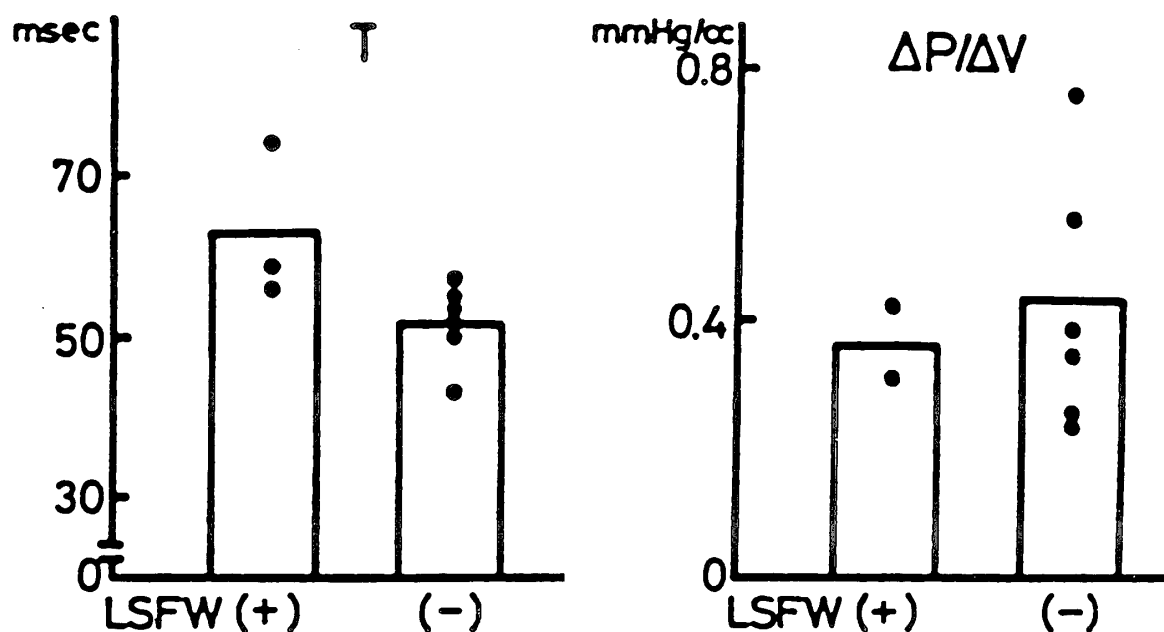 msec
T
70
50
30
0
LSFW (+) (-)
mmHg/cc
ΔP/ΔV
0.8
0.4
0
LSFW (+) (-)